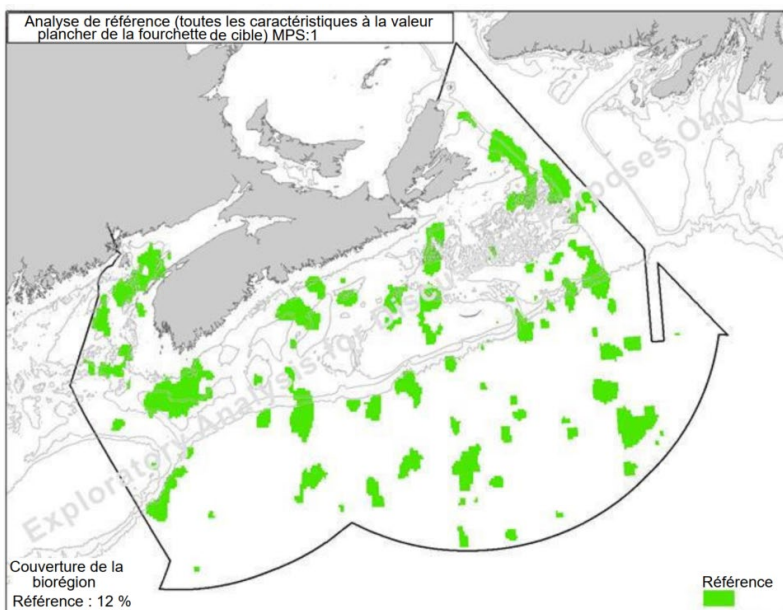 Analyse de référence (toutes les caractéristiques à la valeur
plancher de la fourchette de cible) MPS:1
Exploratory Analysis for Discussion Purposes Only
Couverture de la
biorégion
Référence : 12 %
Référence